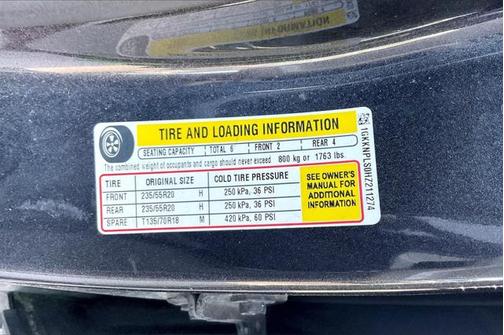 TIRE AND LOADING INFORMATION
SEATING CAPACITY TOTAL 6 FRONT 2 REAR 4
The combined weight of occupants and cargo should never exceed 800 kg or 1763 lbs.
TIRE ORIGINAL SIZE COLD TIRE PRESSURE
FRONT 235/55R20 H 250 kPa, 36 PSI
REAR 235/55R20 H 250 kPa, 36 PSI
SPARE T135/70R18 M 420 kPa, 60 PSI
SEE OWNER'S
MANUAL FOR
ADDITIONAL
INFORMATION
1GKKNPLS0HZ211274